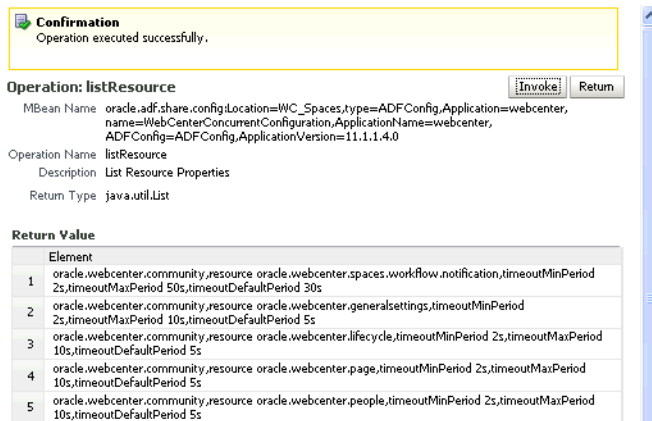 Confirmation
Operation executed successfully.
Operation: listResource
Invoke Return
MBean Name oracle.adf.share.config:Location=WC_Spaces,type=ADFConfig,Application=webcenter,
name=WebCenterConcurrentConfiguration,ApplicationName=webcenter,
ADFConfig=ADFConfig,ApplicationVersion=11.1.1.4.0
Operation Name listResource
Description List Resource Properties
Return Type java.util.List
Return Value
Element
1 oracle.webcenter.community,resource oracle.webcenter.spaces.workflow.notification,timeoutMinPeriod
2s,timeoutMaxPeriod 50s,timeoutDefaultPeriod 30s
2 oracle.webcenter.community,resource oracle.webcenter.generalsettings,timeoutMinPeriod
2s,timeoutMaxPeriod 10s,timeoutDefaultPeriod 5s
3 oracle.webcenter.community,resource oracle.webcenter.lifecycle,timeoutMinPeriod 2s,timeoutMaxPeriod
10s,timeoutDefaultPeriod 5s
4 oracle.webcenter.community,resource oracle.webcenter.page,timeoutMinPeriod 2s,timeoutMaxPeriod
10s,timeoutDefaultPeriod 5s
5 oracle.webcenter.community,resource oracle.webcenter.people,timeoutMinPeriod 2s,timeoutMaxPeriod
10s,timeoutDefaultPeriod 5s